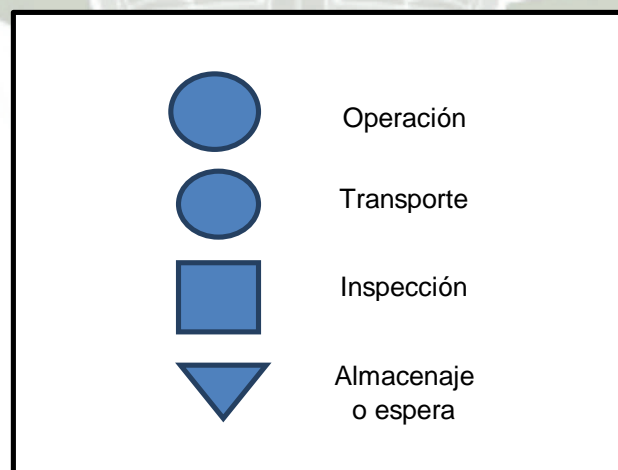 Operación
Transporte
Inspección
Almacenaje
o espera